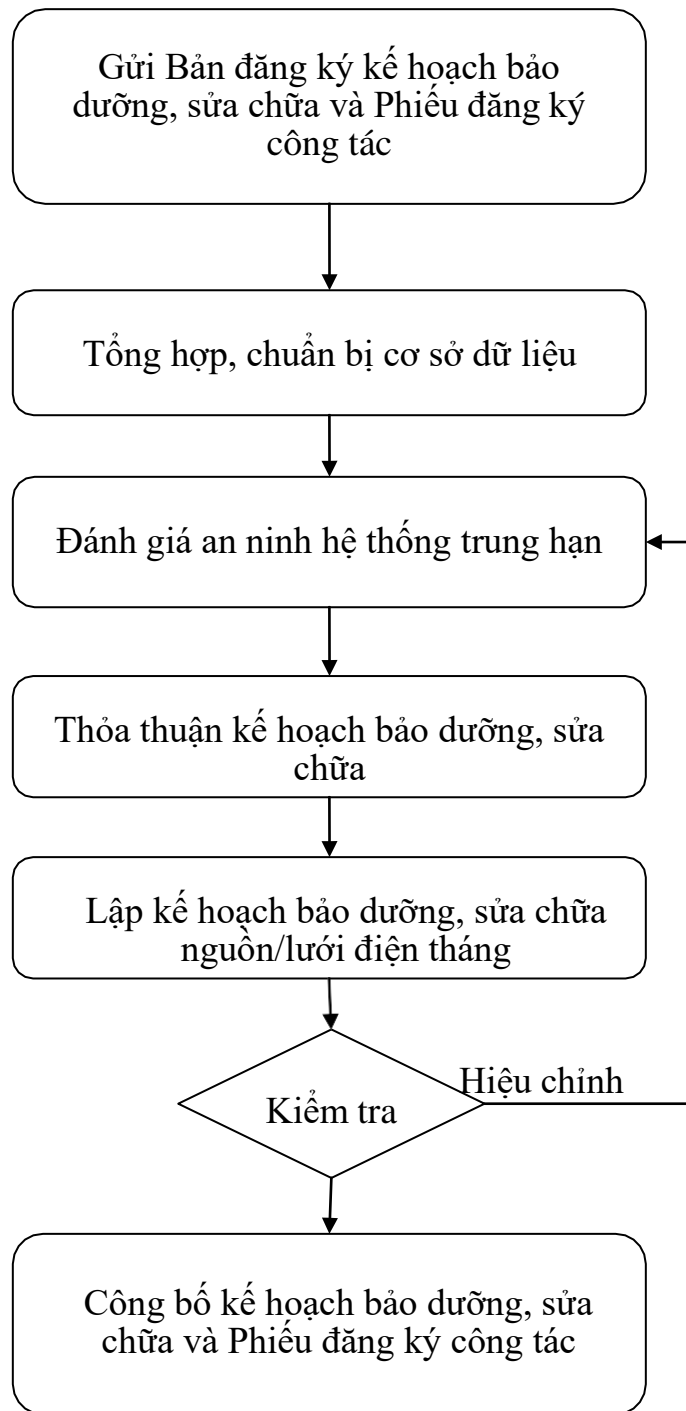 Gửi Bản đăng ký kế hoạch bảo
dưỡng, sửa chữa và Phiếu đăng ký
công tác
Tổng hợp, chuẩn bị cơ sở dữ liệu
Đánh giá an ninh hệ thống trung hạn
Thỏa thuận kế hoạch bảo dưỡng, sửa
chữa
Lập kế hoạch bảo dưỡng, sửa chữa
nguồn/lưới điện tháng
Hiệu chỉnh
Kiểm tra
Công bố kế hoạch bảo dưỡng, sửa
chữa và Phiếu đăng ký công tác